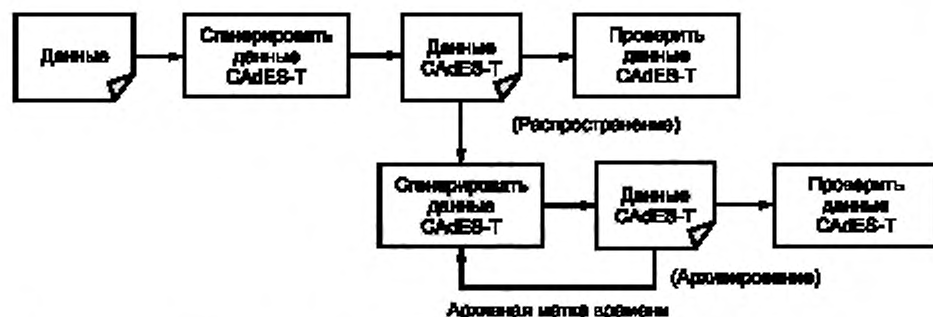 Данные
Сгенерировать
данные
CAdES-T
Данные
CAdES-T
Проверить
данные
CAdES-T
(Распространение)
Сгенерировать
данные
CAdES-T
Данные
CAdES-T
Проверить
данные
CAdES-T
(Архивирование)
Архивная метка времени